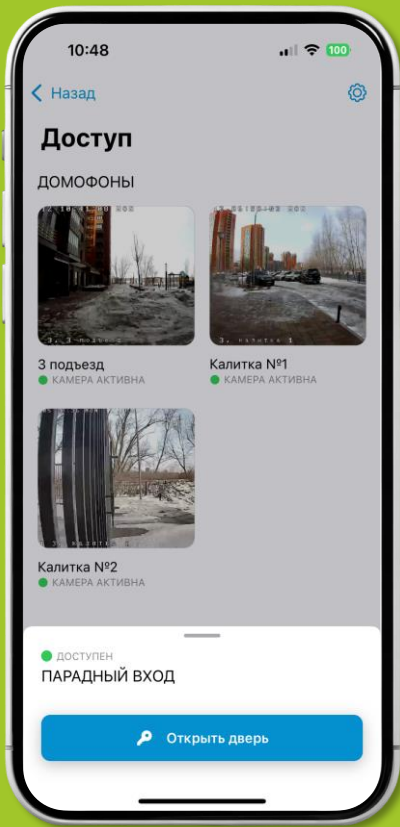 10:48
100
Назад
Доступ
ДОМОФОНЫ
3 подъезд
КАМЕРА АКТИВНА
Калитка №1
КАМЕРА АКТИВНА
Калитка №2
КАМЕРА АКТИВНА
ДОСТУПЕН
ПАРАДНЫЙ ВХОД
Открыть дверь